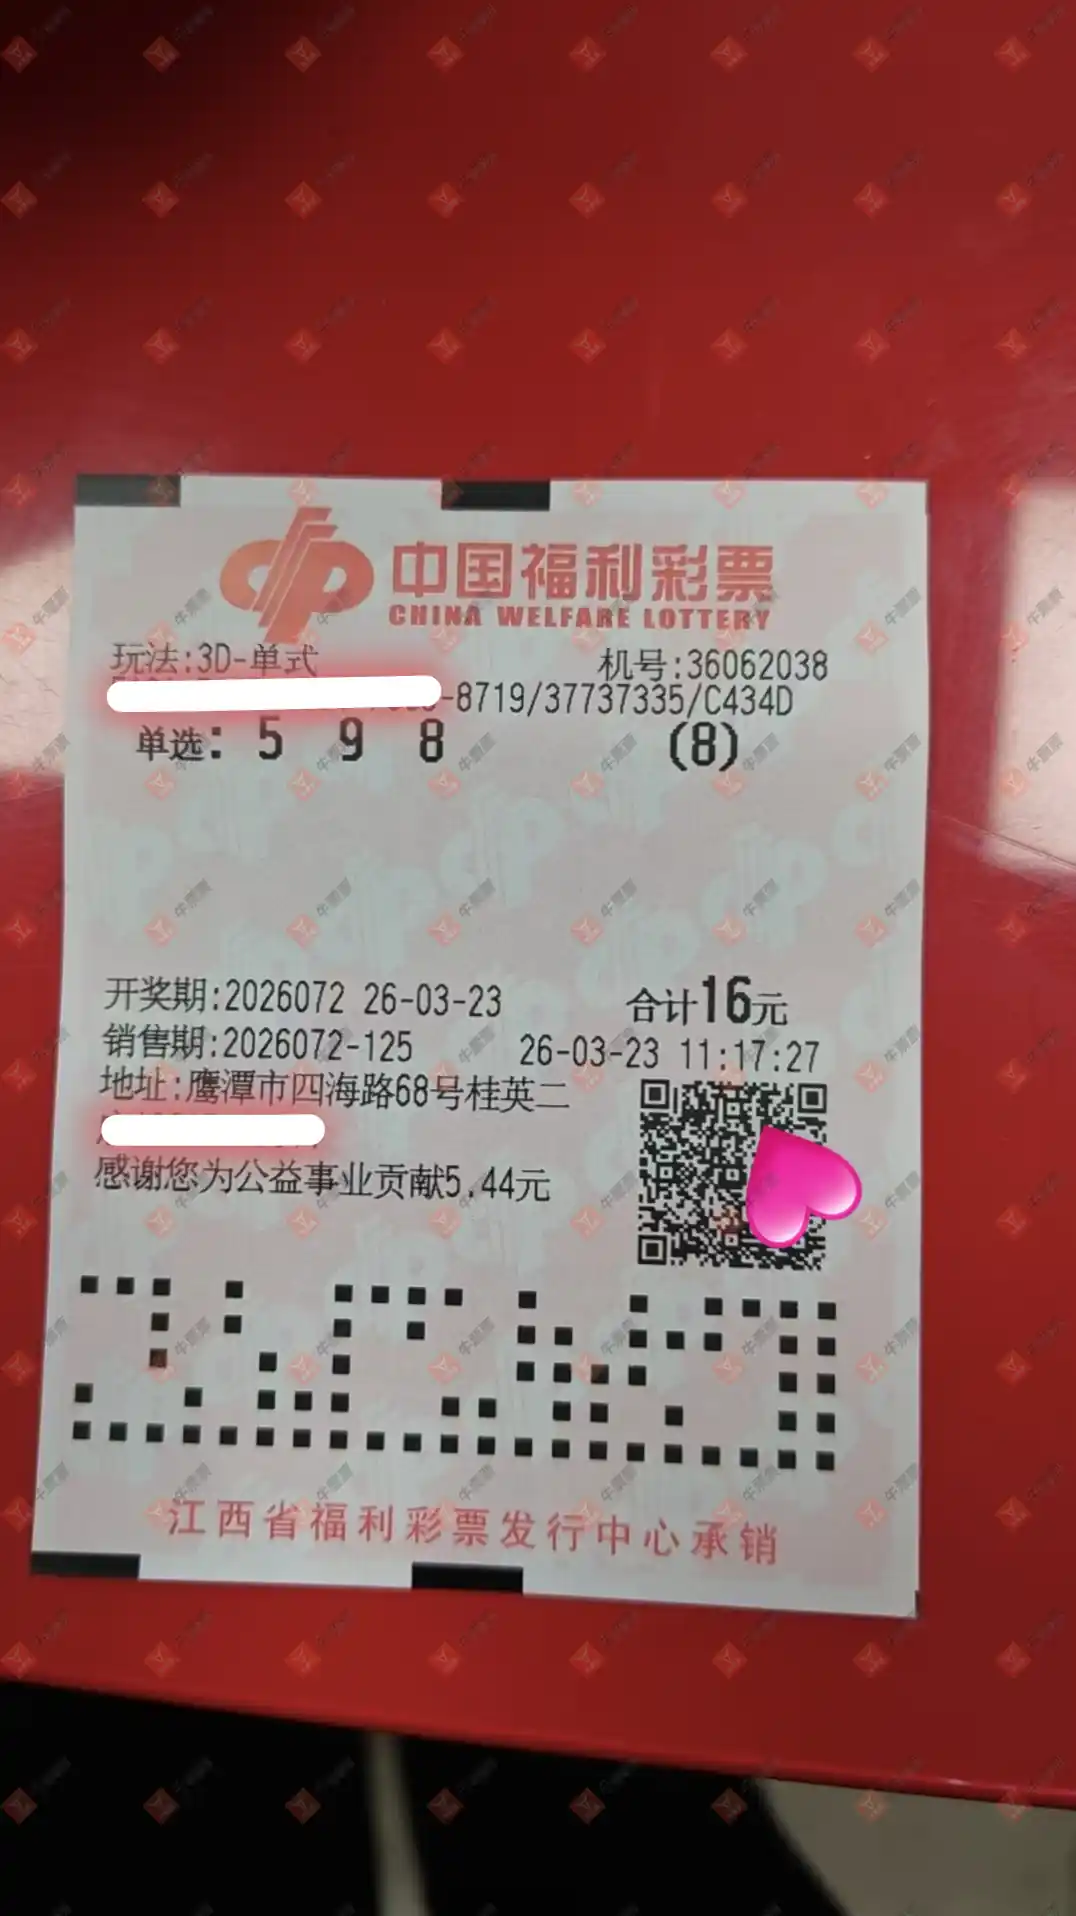 中国福利彩票
CHINA WELFARE LOTTERY
玩法:3D-单式 机号:36062038
-8719/37737335/C434D
单选: 5 9 8 (8)
开奖期:2026072 26-03-23 合计16元
销售期:2026072-125 26-03-23 11:17:27
地址:鹰潭市四海路68号桂英二
感谢您为公益事业贡献5.44元
江西省福利彩票发行中心承销
牛票票